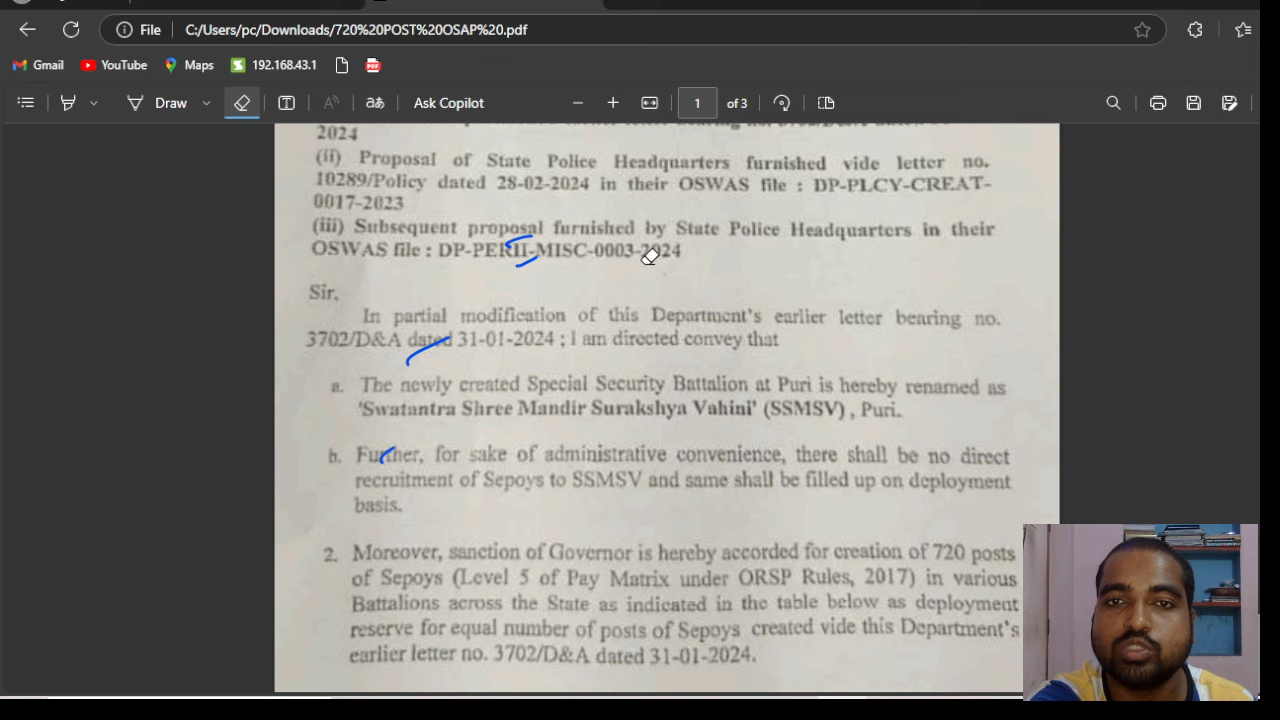 File C:/Users/pc/Downloads/720%20POST%20OSAP%20.pdf
Gmail YouTube Maps 192.168.43.1
Draw aあ Ask Copilot 1 of 3
2024
(ii) Proposal of State Police Headquarters furnished vide letter no.
10289/Policy dated 28-02-2024 in their OSWAS file : DP-PLCY-CREAT-
0017-2023
(iii) Subsequent proposal furnished by State Police Headquarters in their
OSWAS file : DP-PERII-MISC-0003-2024
Sir,
In partial modification of this Department's earlier letter bearing no.
3702/D&A dated 31-01-2024 ; I am directed convey that
a. The newly created Special Security Battalion at Puri is hereby renamed as
'Swatantra Shree Mandir Surakshya Vahini' (SSMSV) , Puri.
b. Further, for sake of administrative convenience, there shall be no direct
recruitment of Sepoys to SSMSV and same shall be filled up on deployment
basis.
2. Moreover, sanction of Governor is hereby accorded for creation of 720 posts
of Sepoys (Level 5 of Pay Matrix under ORSP Rules, 2017) in various
Battalions across the State as indicated in the table below as deployment
reserve for equal number of posts of Sepoys created vide this Department's
earlier letter no. 3702/D&A dated 31-01-2024.